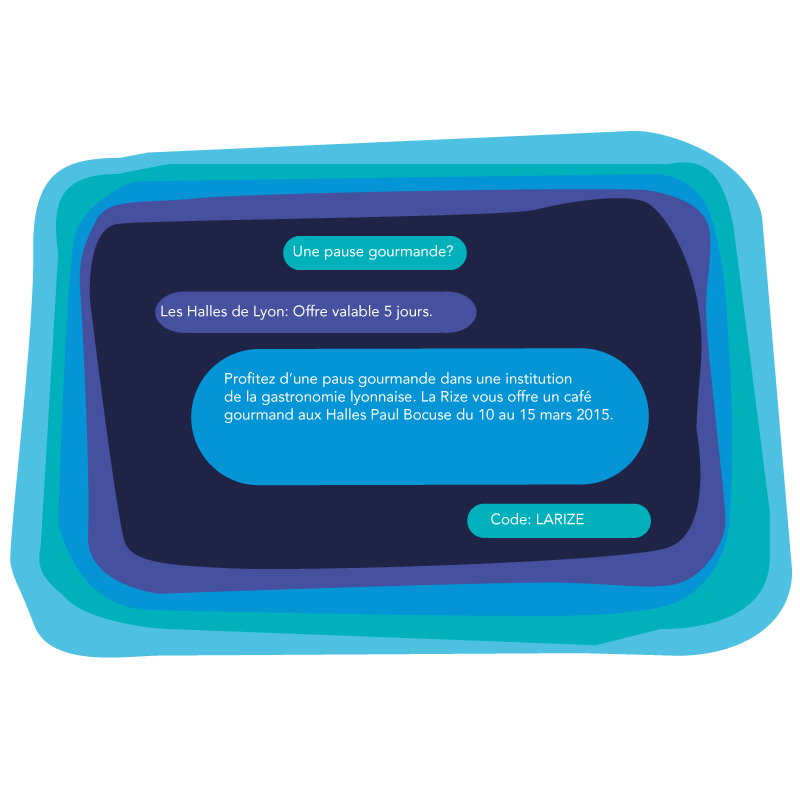 Une pause gourmande?
Les Halles de Lyon: Offre valable 5 jours.
Profitez d’une paus gourmande dans une institution
de la gastronomie lyonnaise. La Rize vous offre un café
gourmand aux Halles Paul Bocuse du 10 au 15 mars 2015.
Code: LARIZE